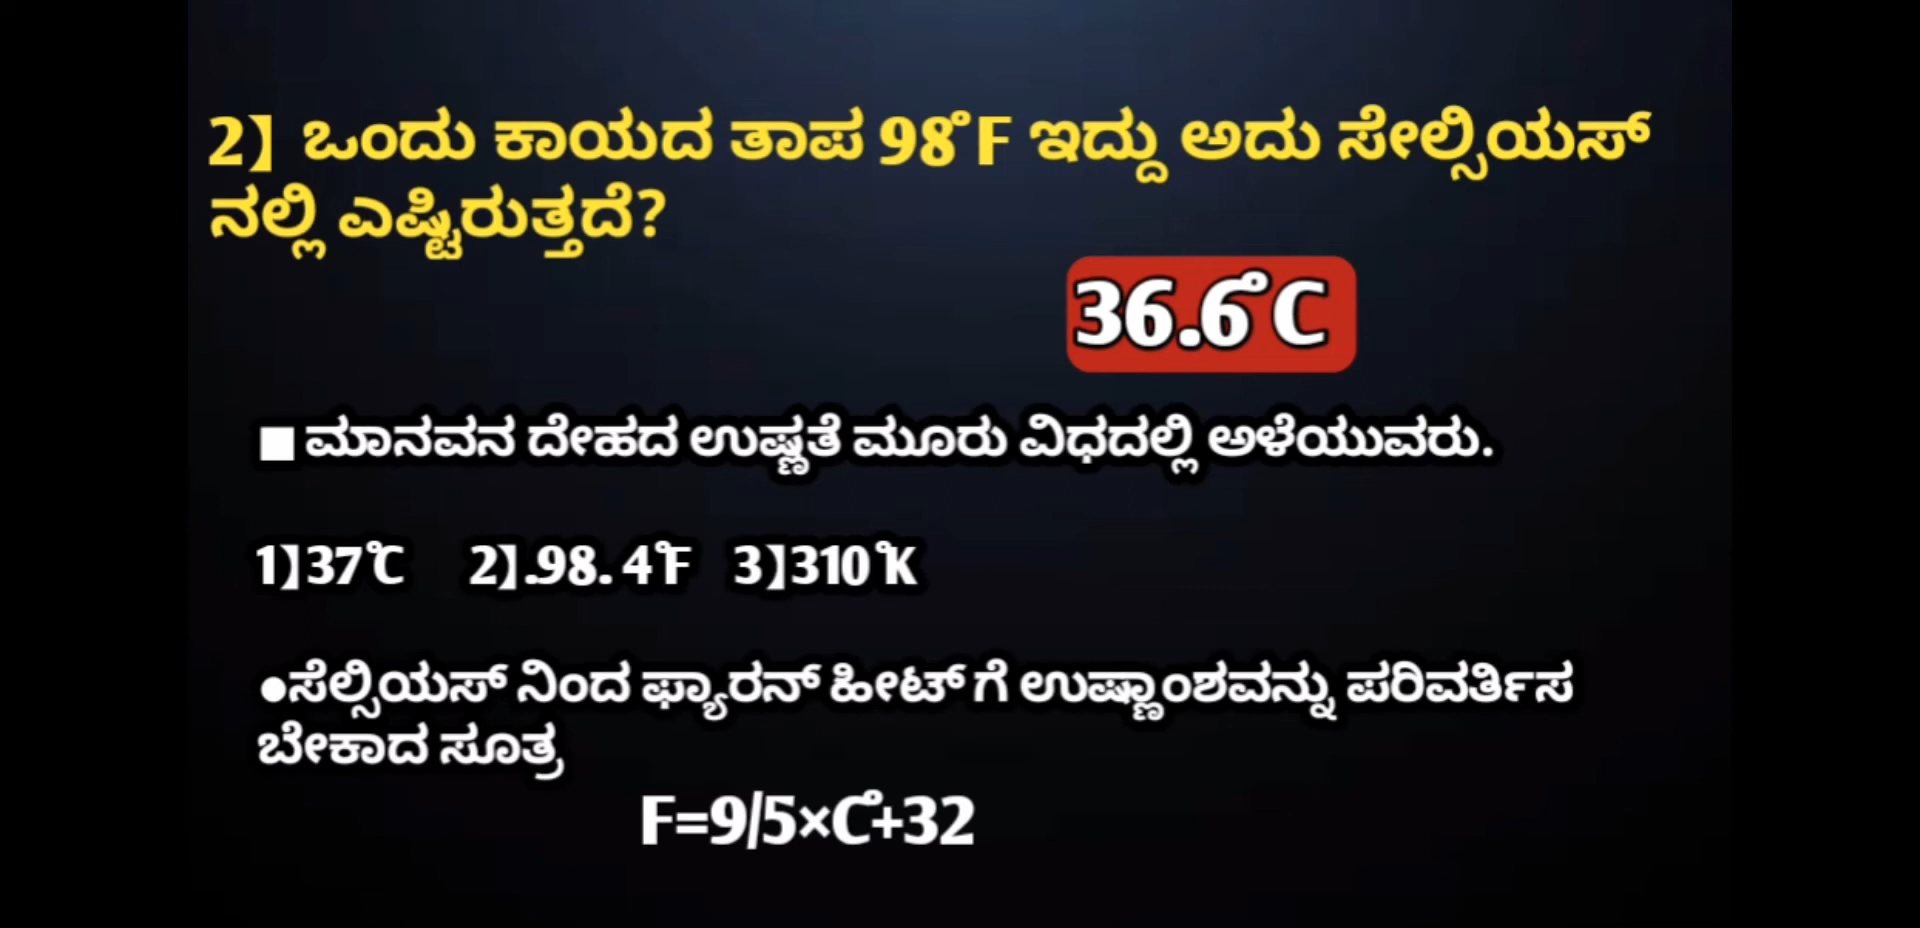 2】 ಒಂದು ಕಾಯದ ತಾಪ 98°F ಇದ್ದು ಅದು ಸೇಲ್ಸಿಯಸ್
ನಲ್ಲಿ ಎಷ್ಟಿರುತ್ತದೆ?
36.6°C
■ಮಾನವನ ದೇಹದ ಉಷ್ಣತೆ ಮೂರು ವಿಧದಲ್ಲಿ ಅಳೆಯುವರು.
1】37°C 2】.98. 4°F 3】310°K
●ಸೆಲ್ಸಿಯಸ್ ನಿಂದ ಫ್ಯಾರನ್ ಹೀಟ್ ಗೆ ಉಷ್ಣಾಂಶವನ್ನು ಪರಿವರ್ತಿಸ
ಬೇಕಾದ ಸೂತ್ರ
F=9/5×C°+32